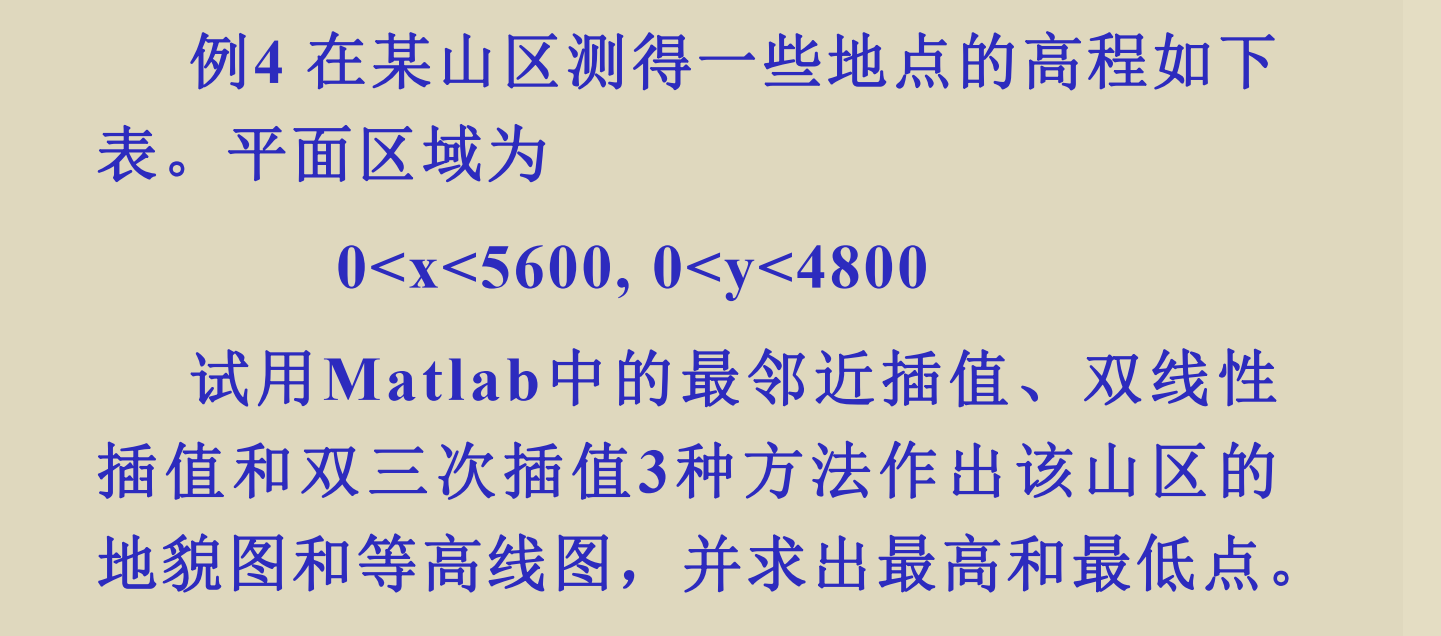 例4 在某山区测得一些地点的高程如下
表。平面区域为
0<x<5600, 0<y<4800
试用Matlab中的最邻近插值、双线性
插值和双三次插值3种方法作出该山区的
地貌图和等高线图，并求出最高和最低点。